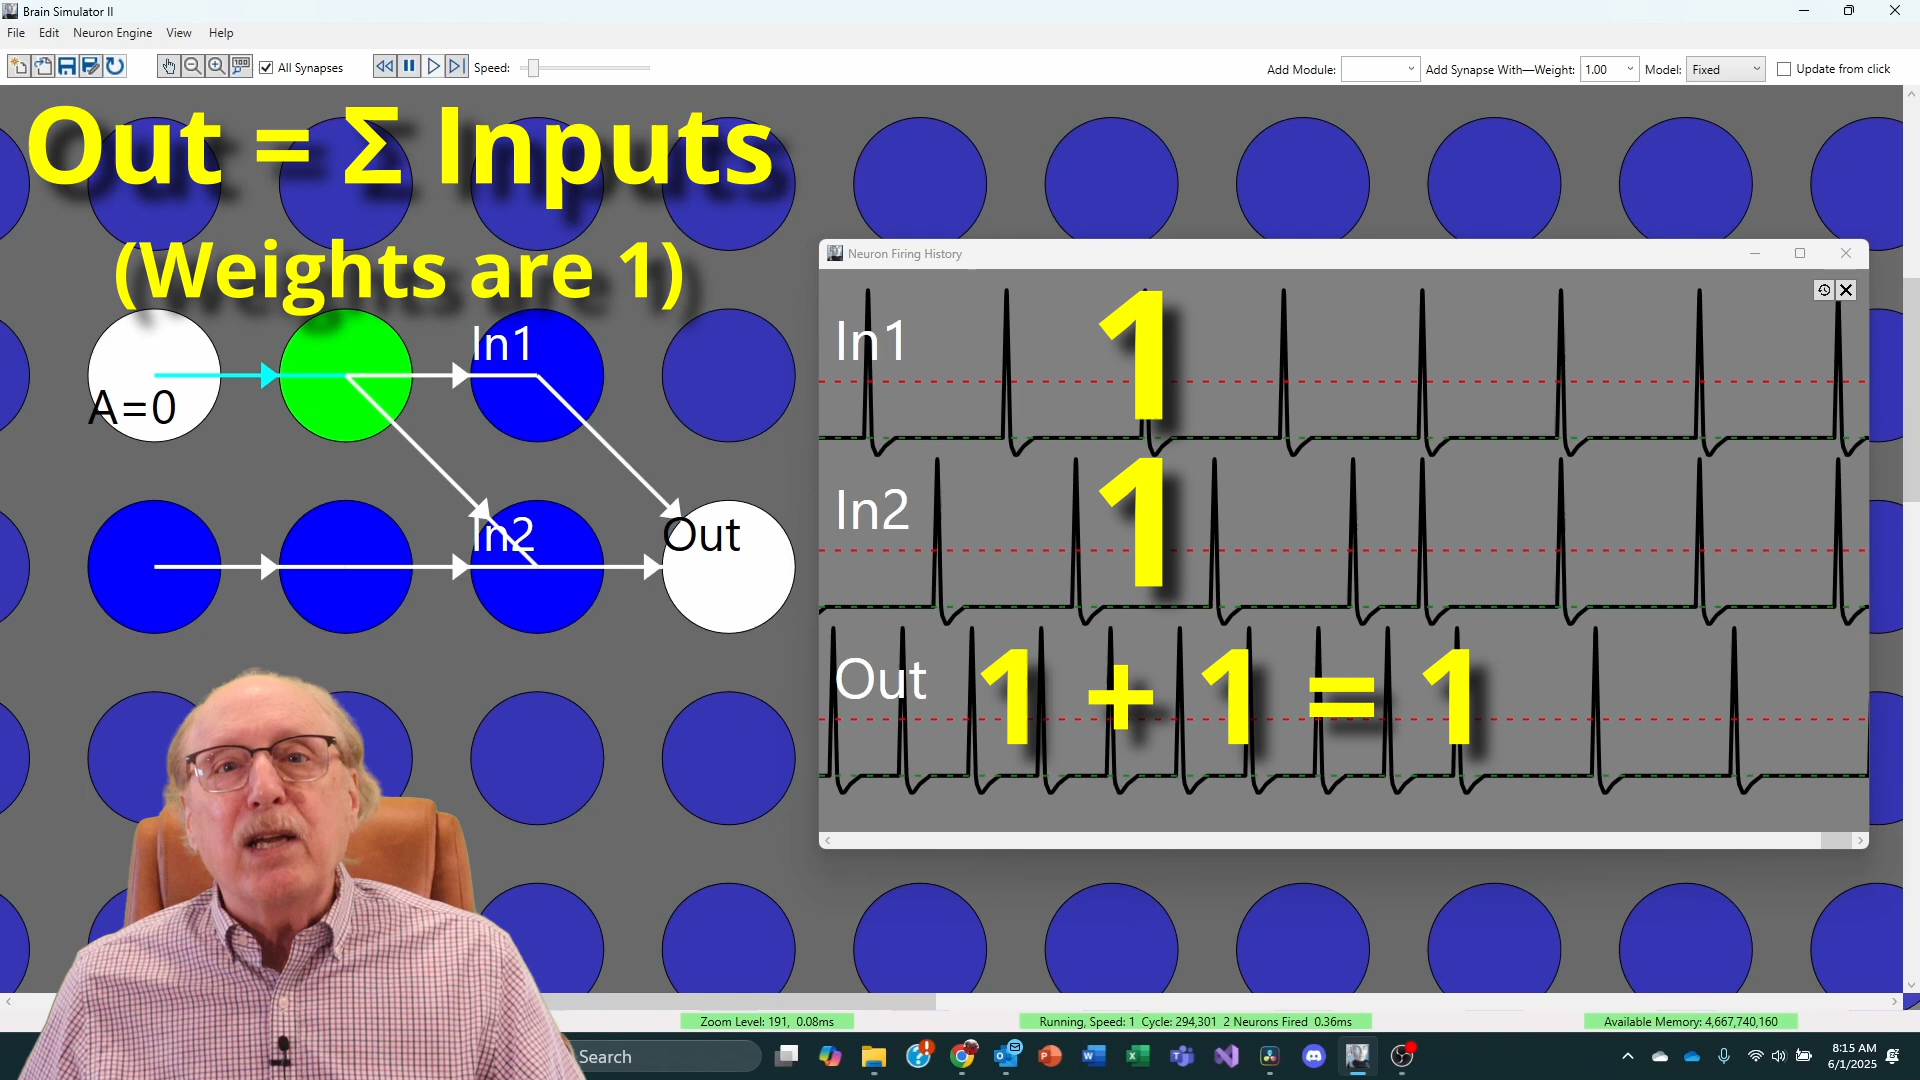 Brain Simulator II
File Edit Neuron Engine View Help
All Synapses Speed: Add Module: Add Synapse With—Weight: 1.00 Model: Fixed Update from click
Out = Σ Inputs
(Weights are 1)
Neuron Firing History
In1
A=0
In2
Out
In1 1
In2 1
Out 1 + 1 = 1
Zoom Level: 191, 0.08ms
Running, Speed: 1 Cycle: 294,301 2 Neurons Fired 0.36ms
Available Memory: 4,667,740,160
Search
8:15 AM
6/1/2025